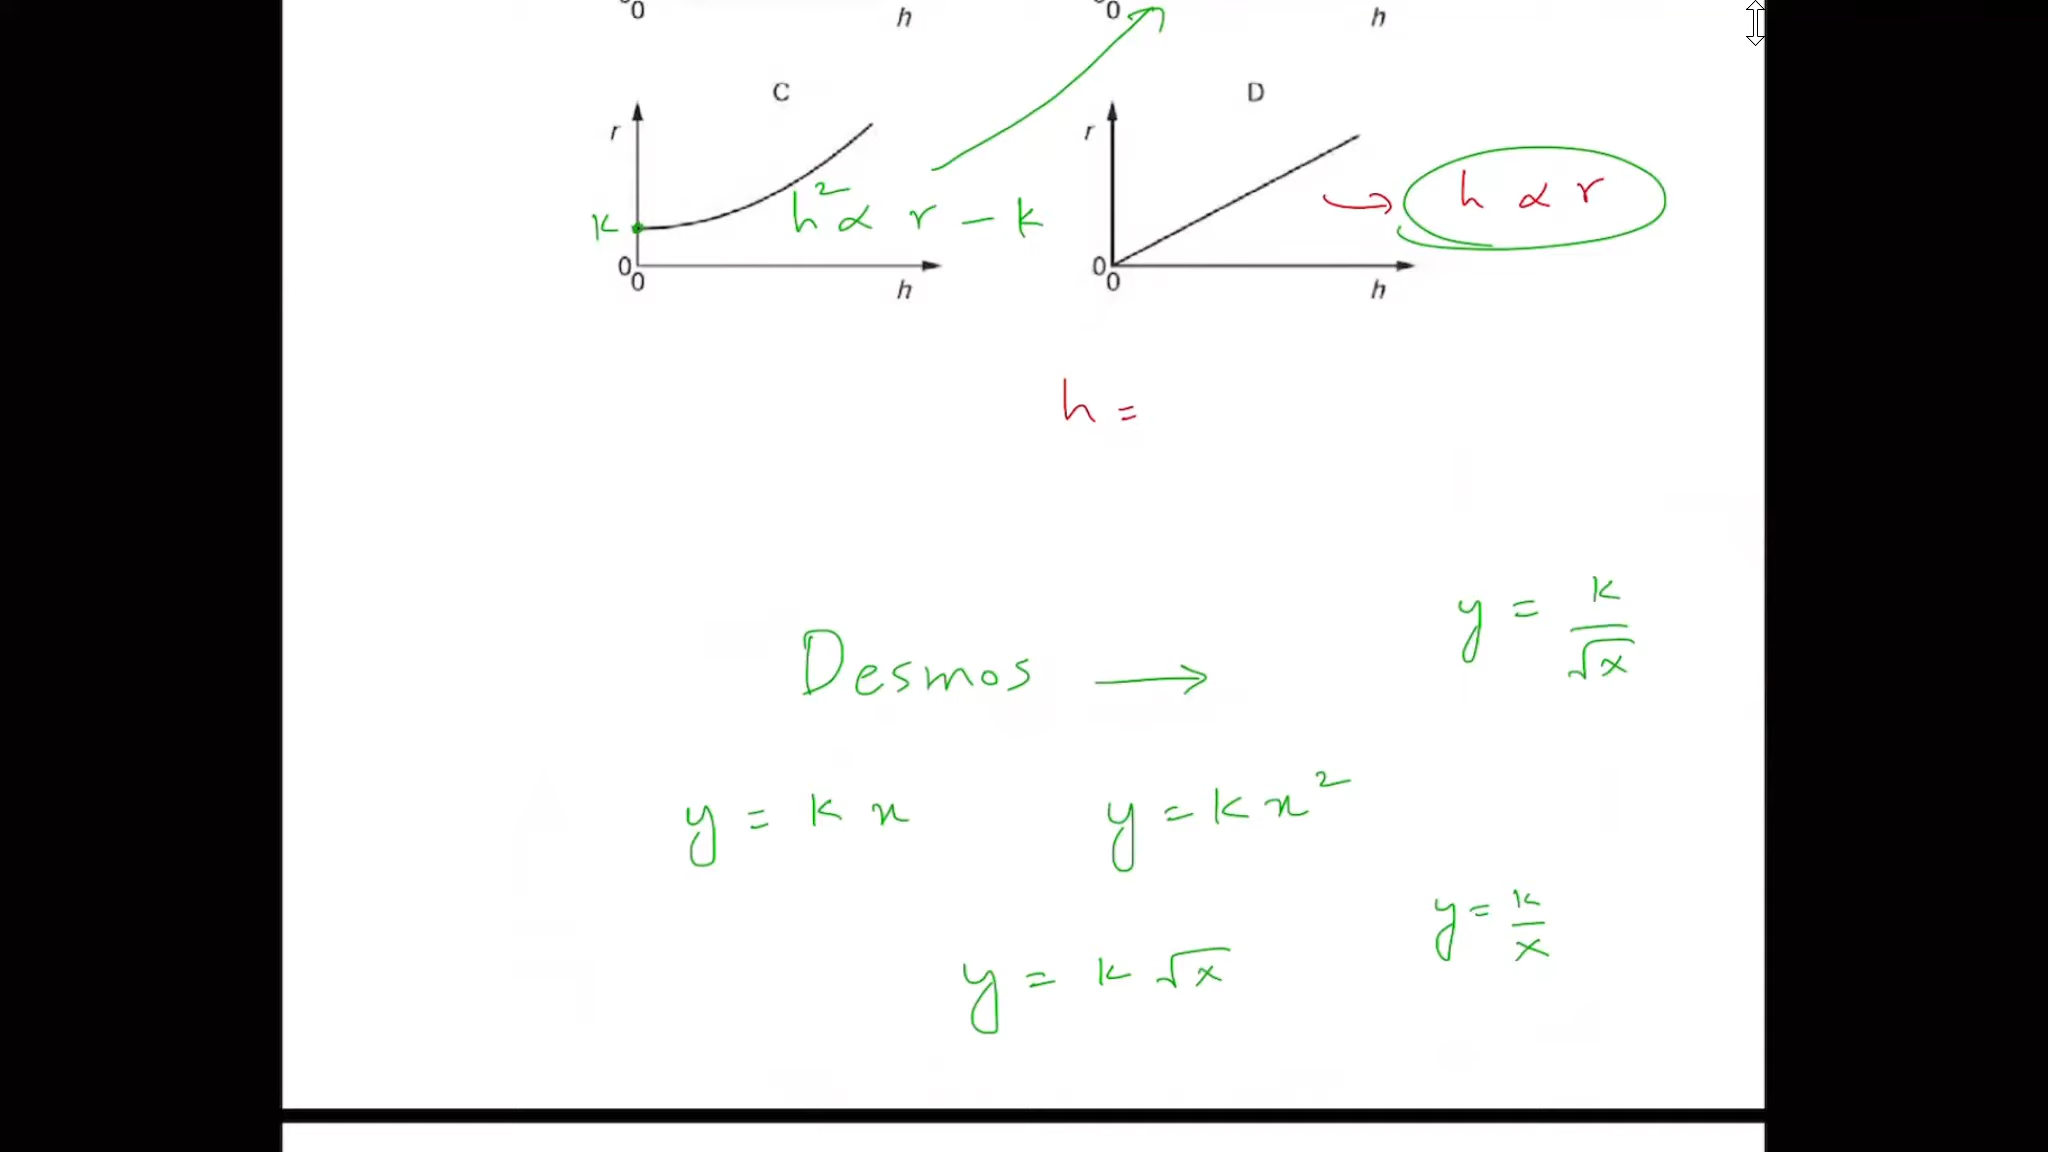 0 h 0 h
C D
r r
h ∝ r
K h² ∝ r - k
0 0
0 h 0 h
h =
y = k/√x
Desmos →
y = k x y = k x²
y = k/x
y = k √x